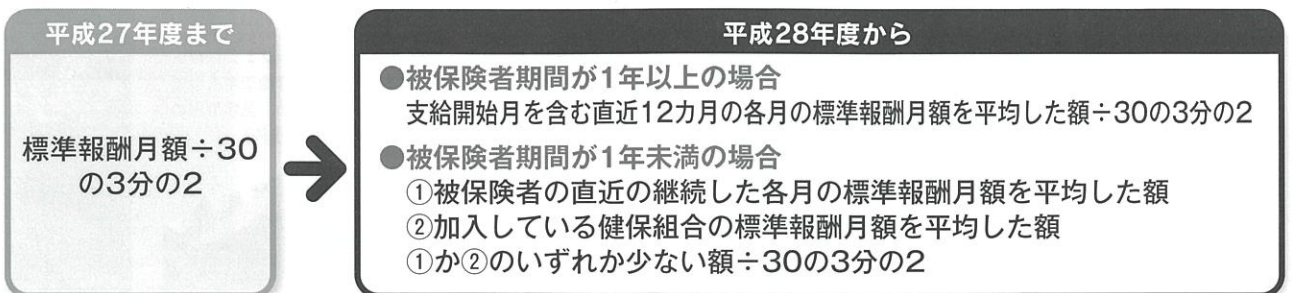 平成27年度まで
標準報酬月額÷30
の3分の2
平成28年度から
●被保険者期間が1年以上の場合
支給開始月を含む直近12カ月の各月の標準報酬月額を平均した額÷30の3分の2
●被保険者期間が1年未満の場合
①被保険者の直近の継続した各月の標準報酬月額を平均した額
②加入している健保組合の標準報酬月額を平均した額
①か②のいずれか少ない額÷30の3分の2